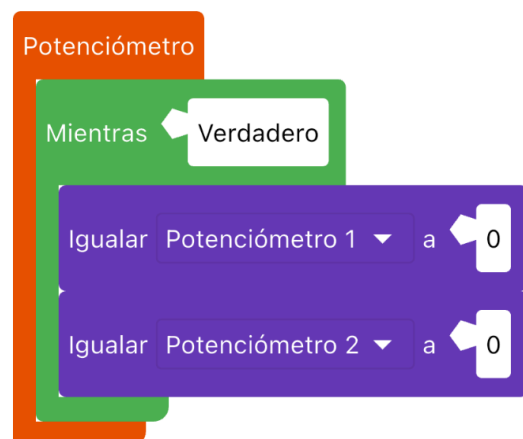 Potenciómetro
Mientras Verdadero
Igualar Potenciómetro 1 a 0
Igualar Potenciómetro 2 a 0